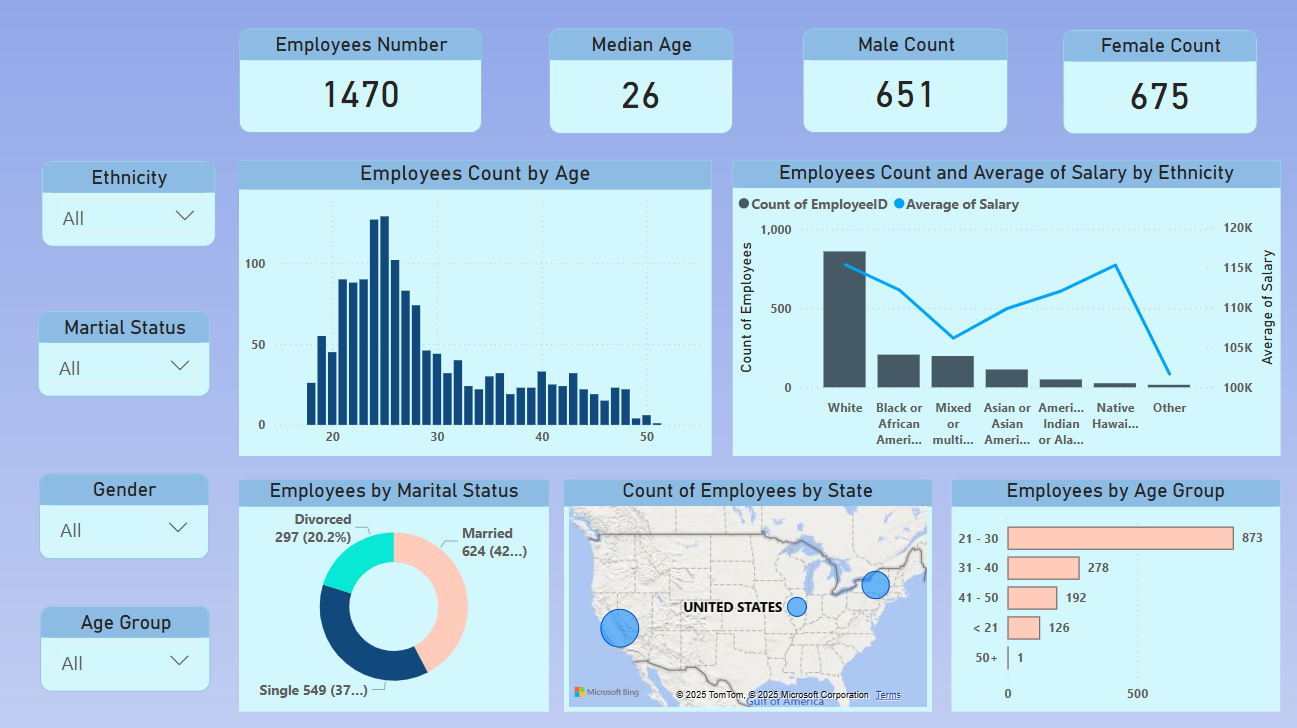 Employees Number
1470
Median Age
26
Male Count
651
Female Count
675
Ethnicity
All
Martial Status
All
Gender
All
Age Group
All
Employees Count by Age
100
50
0
20
30
40
50
Employees Count and Average of Salary by Ethnicity
Count of EmployeeID
Average of Salary
Count of Employees
1,000
500
0
120K
115K
110K
105K
100K
Average of Salary
White
Black or
African
Ameri...
Mixed
or
multi...
Asian or
Asian
Ameri...
Ameri...
Indian
or Ala...
Native
Hawai...
Other
Employees by Marital Status
Divorced
297 (20.2%)
Married
624 (42...)
Single 549 (37...)
Count of Employees by State
UNITED STATES
Microsoft Bing
© 2025 TomTom, © 2025 Microsoft Corporation Terms
Gulf of America
Employees by Age Group
21 - 30
873
31 - 40
278
41 - 50
192
< 21
126
50+
1
0
500